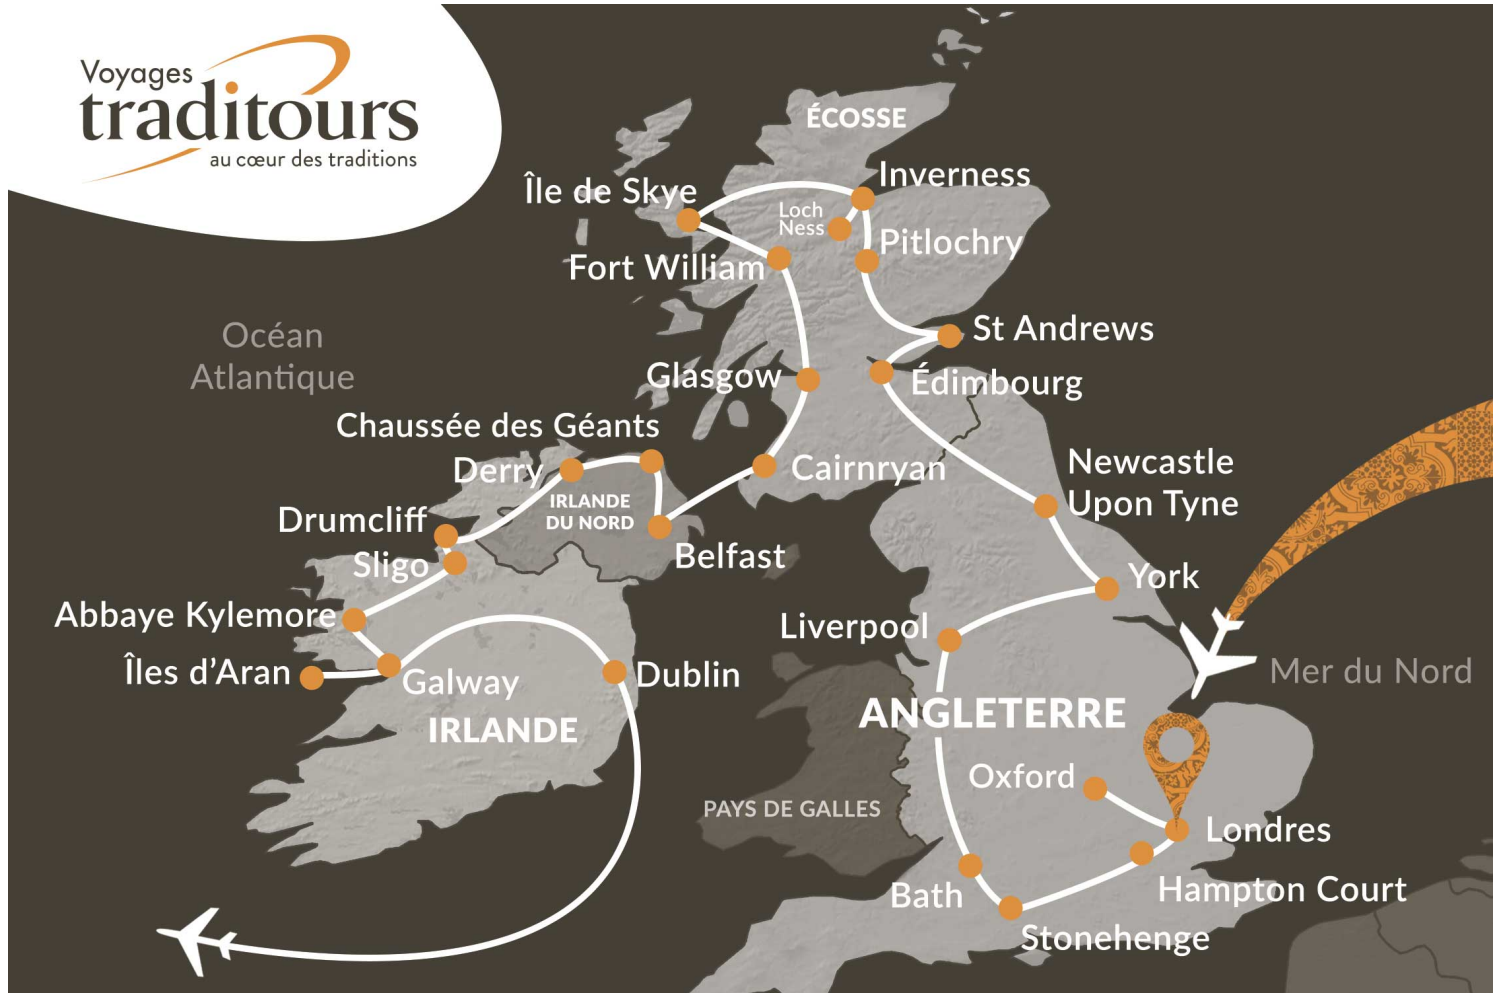 Voyages
traditours
au cœur des traditions
ÉCOSSE
Inverness
Île de Skye
Loch
Ness
Pitlochry
Fort William
Océan
Atlantique
St Andrews
Glasgow
Édimbourg
Chaussée des Géants
Derry
Cairnryan
Newcastle
Upon Tyne
IRLANDE
DU NORD
Drumcliff
Sligo
Belfast
York
Abbaye Kylemore
Liverpool
Îles d'Aran
Galway
Dublin
Mer du Nord
IRLANDE
ANGLETERRE
Oxford
PAYS DE GALLES
Londres
Bath
Hampton Court
Stonehenge